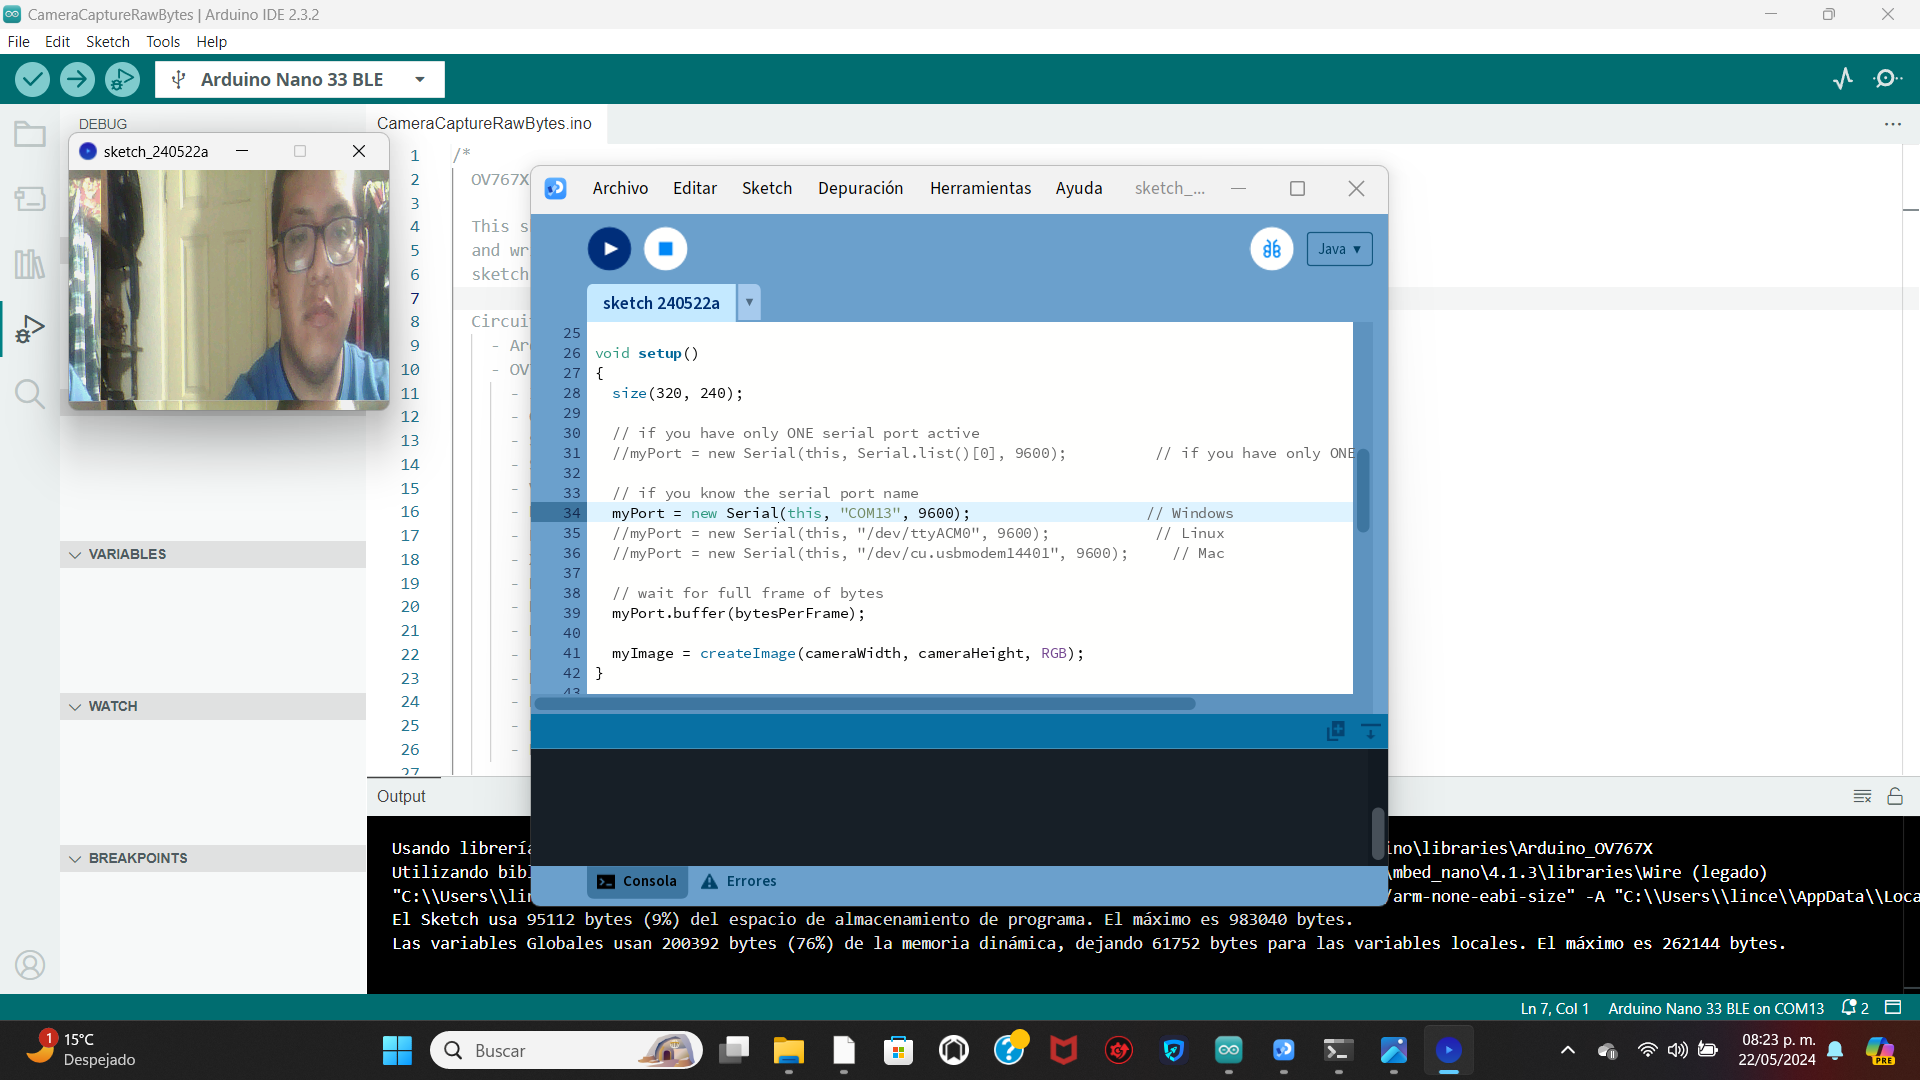 CameraCaptureRawBytes | Arduino IDE 2.3.2
File Edit Sketch Tools Help
Arduino Nano 33 BLE
DEBUG
CameraCaptureRawBytes.ino
sketch_240522a
1 /*
2 OV767X
3
4 This s
5 and wr
6 sketch
7
8 Circui
9 - Ar
10 - OV
11 -
12 -
13 -
14 -
15 -
16 -
17 -
18 -
19 -
20 -
21 -
22 -
23 -
24 -
25 -
26 -
27
Archivo Editar Sketch Depuración Herramientas Ayuda sketch_...
Java ▾
sketch 240522a
25
26 void setup()
27 {
28 size(320, 240);
29
30 // if you have only ONE serial port active
31 //myPort = new Serial(this, Serial.list()[0], 9600); // if you have only ONE
32
33 // if you know the serial port name
34 myPort = new Serial(this, "COM13", 9600); // Windows
35 //myPort = new Serial(this, "/dev/ttyACM0", 9600); // Linux
36 //myPort = new Serial(this, "/dev/cu.usbmodem14401", 9600); // Mac
37
38 // wait for full frame of bytes
39 myPort.buffer(bytesPerFrame);
40
41 myImage = createImage(cameraWidth, cameraHeight, RGB);
42 }
43
Consola Errores
VARIABLES
WATCH
BREAKPOINTS
Output
Usando librería ino\libraries\Arduino_OV767X
Utilizando bibl mbed_nano\4.1.3\libraries\Wire (legado)
"C:\\Users\\lin /arm-none-eabi-size" -A "C:\\Users\\lince\\AppData\\Loca
El Sketch usa 95112 bytes (9%) del espacio de almacenamiento de programa. El máximo es 983040 bytes.
Las variables Globales usan 200392 bytes (76%) de la memoria dinámica, dejando 61752 bytes para las variables locales. El máximo es 262144 bytes.
Ln 7, Col 1 Arduino Nano 33 BLE on COM13 2
1 15°C
Despejado
Buscar
08:23 p. m.
22/05/2024
PRE